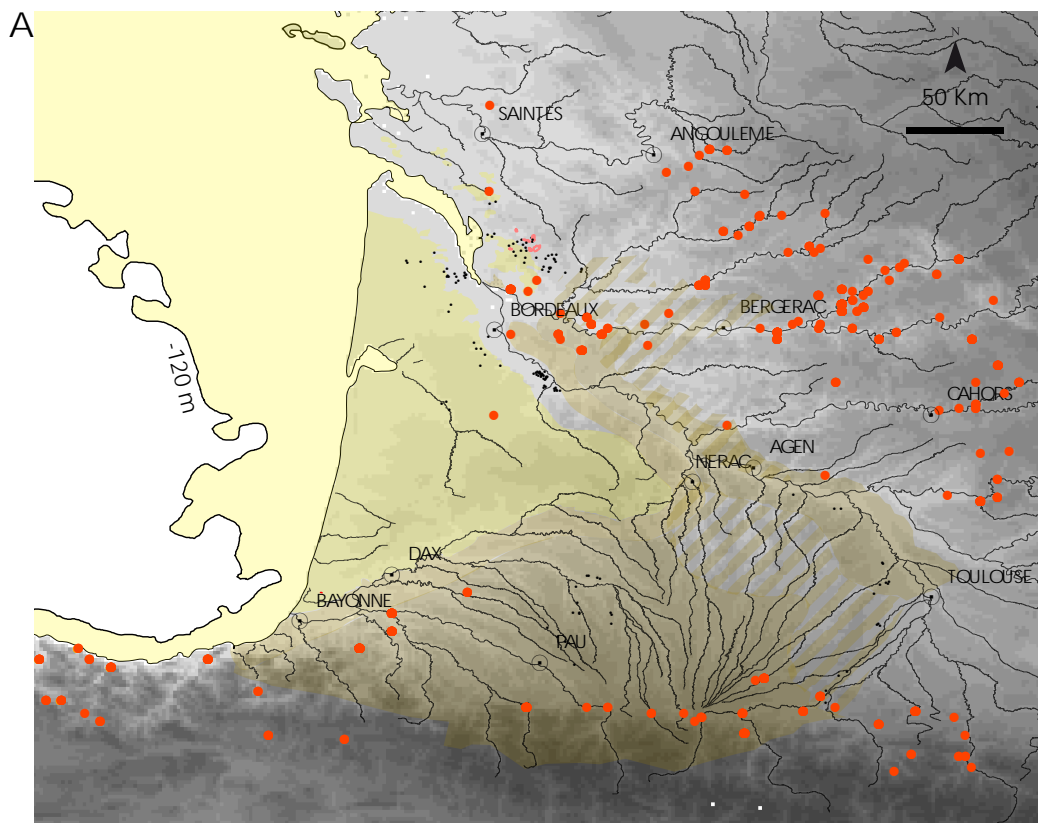 A
N
50 Km
SAINTES
ANGOULEME
BORDEAUX
BERGERAC
-120 m
CAHORS
AGEN
NERAC
DAX
TOULOUSE
BAYONNE
PAU